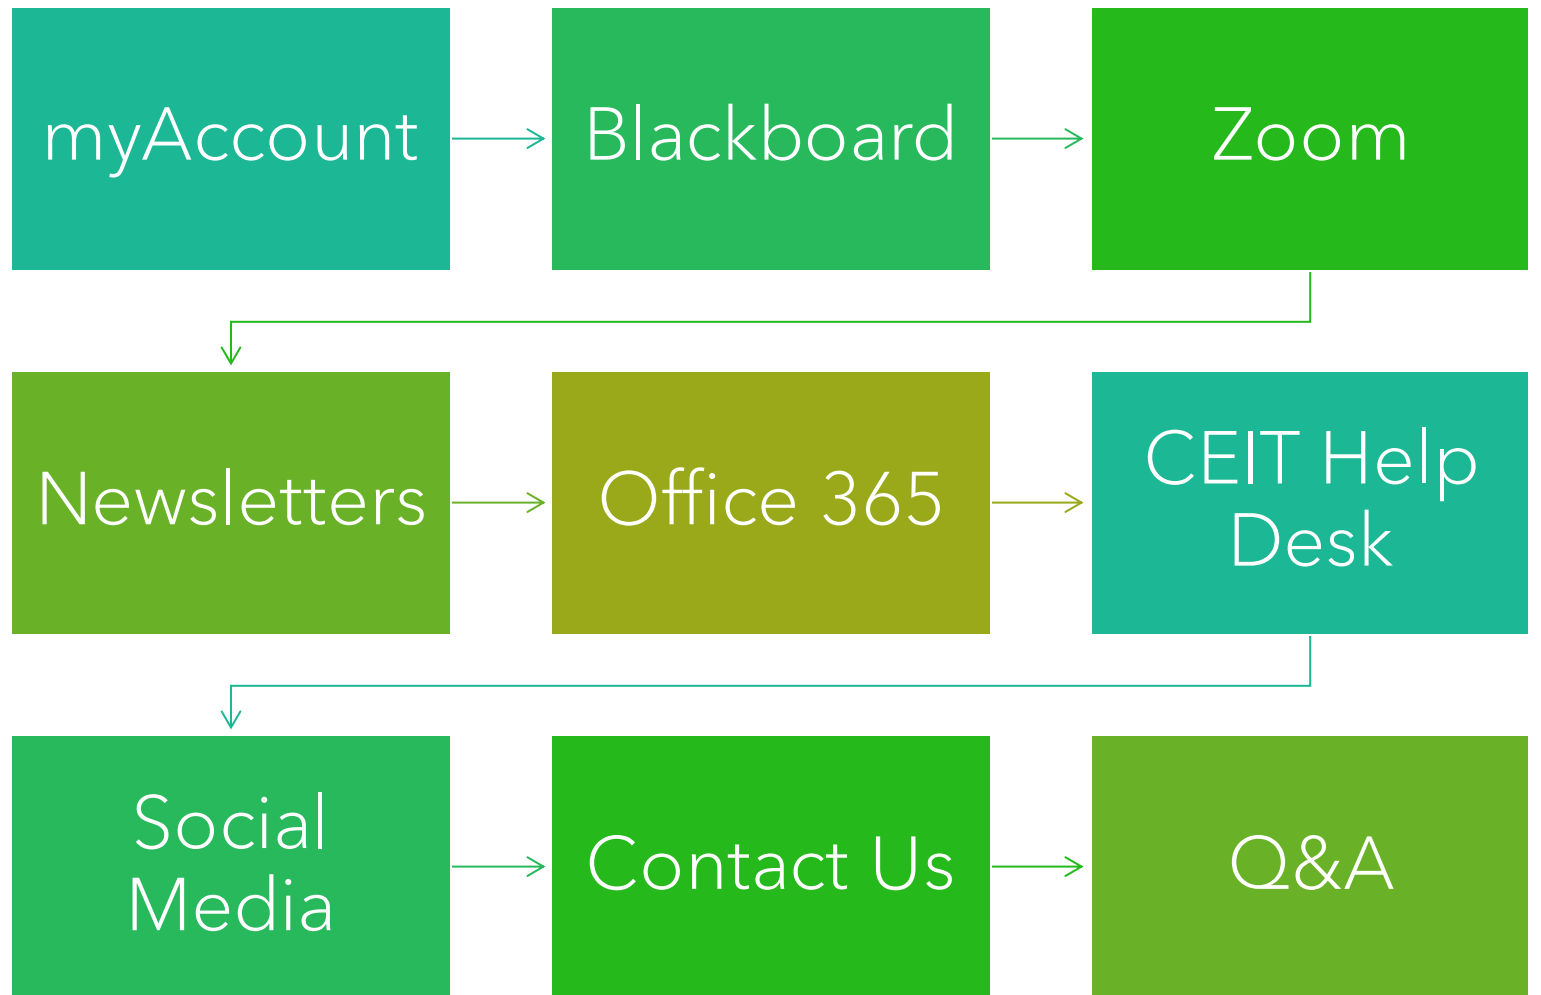 myAccount
Blackboard
Zoom
Newsletters
Office 365
CEIT Help
Desk
Social
Media
Contact Us
Q&A